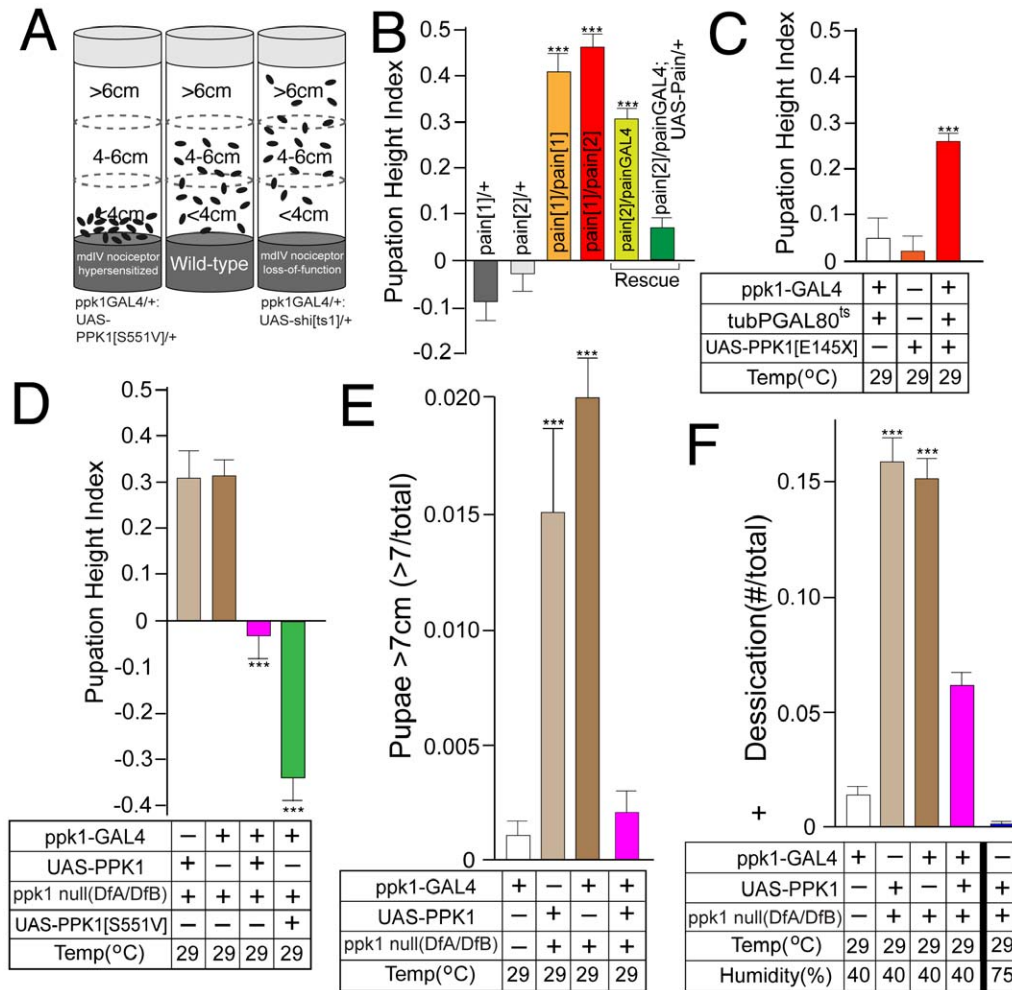 A
>6cm
>6cm
>6cm
4-6cm
4-6cm
4-6cm
<4cm
<4cm
<4cm
mdIV nociceptor
hypersensitized
Wild-type
mdIV nociceptor
loss-of-function
ppk1GAL4/+:
UAS-
PPK1[S551V]/+
ppk1GAL4/+:
UAS-shi[ts1]/+
B
Pupation Height Index
0.5
0.4
0.3
0.2
0.1
0
-0.1
-0.2
pain[1]/+
pain[2]/+
***
pain[1]/pain[1]
***
pain[1]/pain[2]
***
pain[2]/painGAL4
pain[2]/painGAL4;
UAS-Pain/+
Rescue
C
Pupation Height Index
0.5
0.4
0.3
0.2
0.1
0
***
ppk1-GAL4 + − +
tubPGAL80ts + − +
UAS-PPK1[E145X] − + +
Temp(°C) 29 29 29
D
Pupation Height Index
0.5
0.4
0.3
0.2
0.1
0
-0.1
-0.2
-0.3
-0.4
***
***
ppk1-GAL4 − + + +
UAS-PPK1 + − + −
ppk1 null(DfA/DfB) + + + +
UAS-PPK1[S551V] − − − +
Temp(°C) 29 29 29 29
E
Pupae >7cm (>7/total)
0.020
0.015
0.010
0.005
0
***
***
ppk1-GAL4 + − + +
UAS-PPK1 − + − +
ppk1 null(DfA/DfB) − + + +
Temp(°C) 29 29 29 29
F
+ Dessication(#/total)
0.15
0.10
0.05
0
***
***
ppk1-GAL4 + − + + −
UAS-PPK1 − + − + +
ppk1 null(DfA/DfB) − + + + +
Temp(°C) 29 29 29 29 29
Humidity(%) 40 40 40 40 75